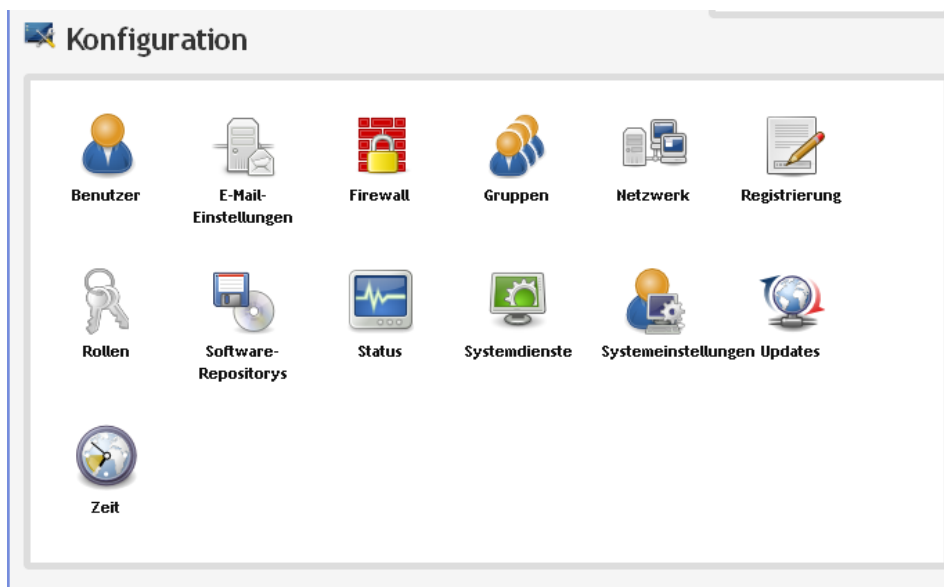 Konfiguration
Benutzer
E-Mail-
Einstellungen
Firewall
Gruppen
Netzwerk
Registrierung
Rollen
Software-
Repositorys
Status
Systemdienste
Systemeinstellungen
Updates
Zeit